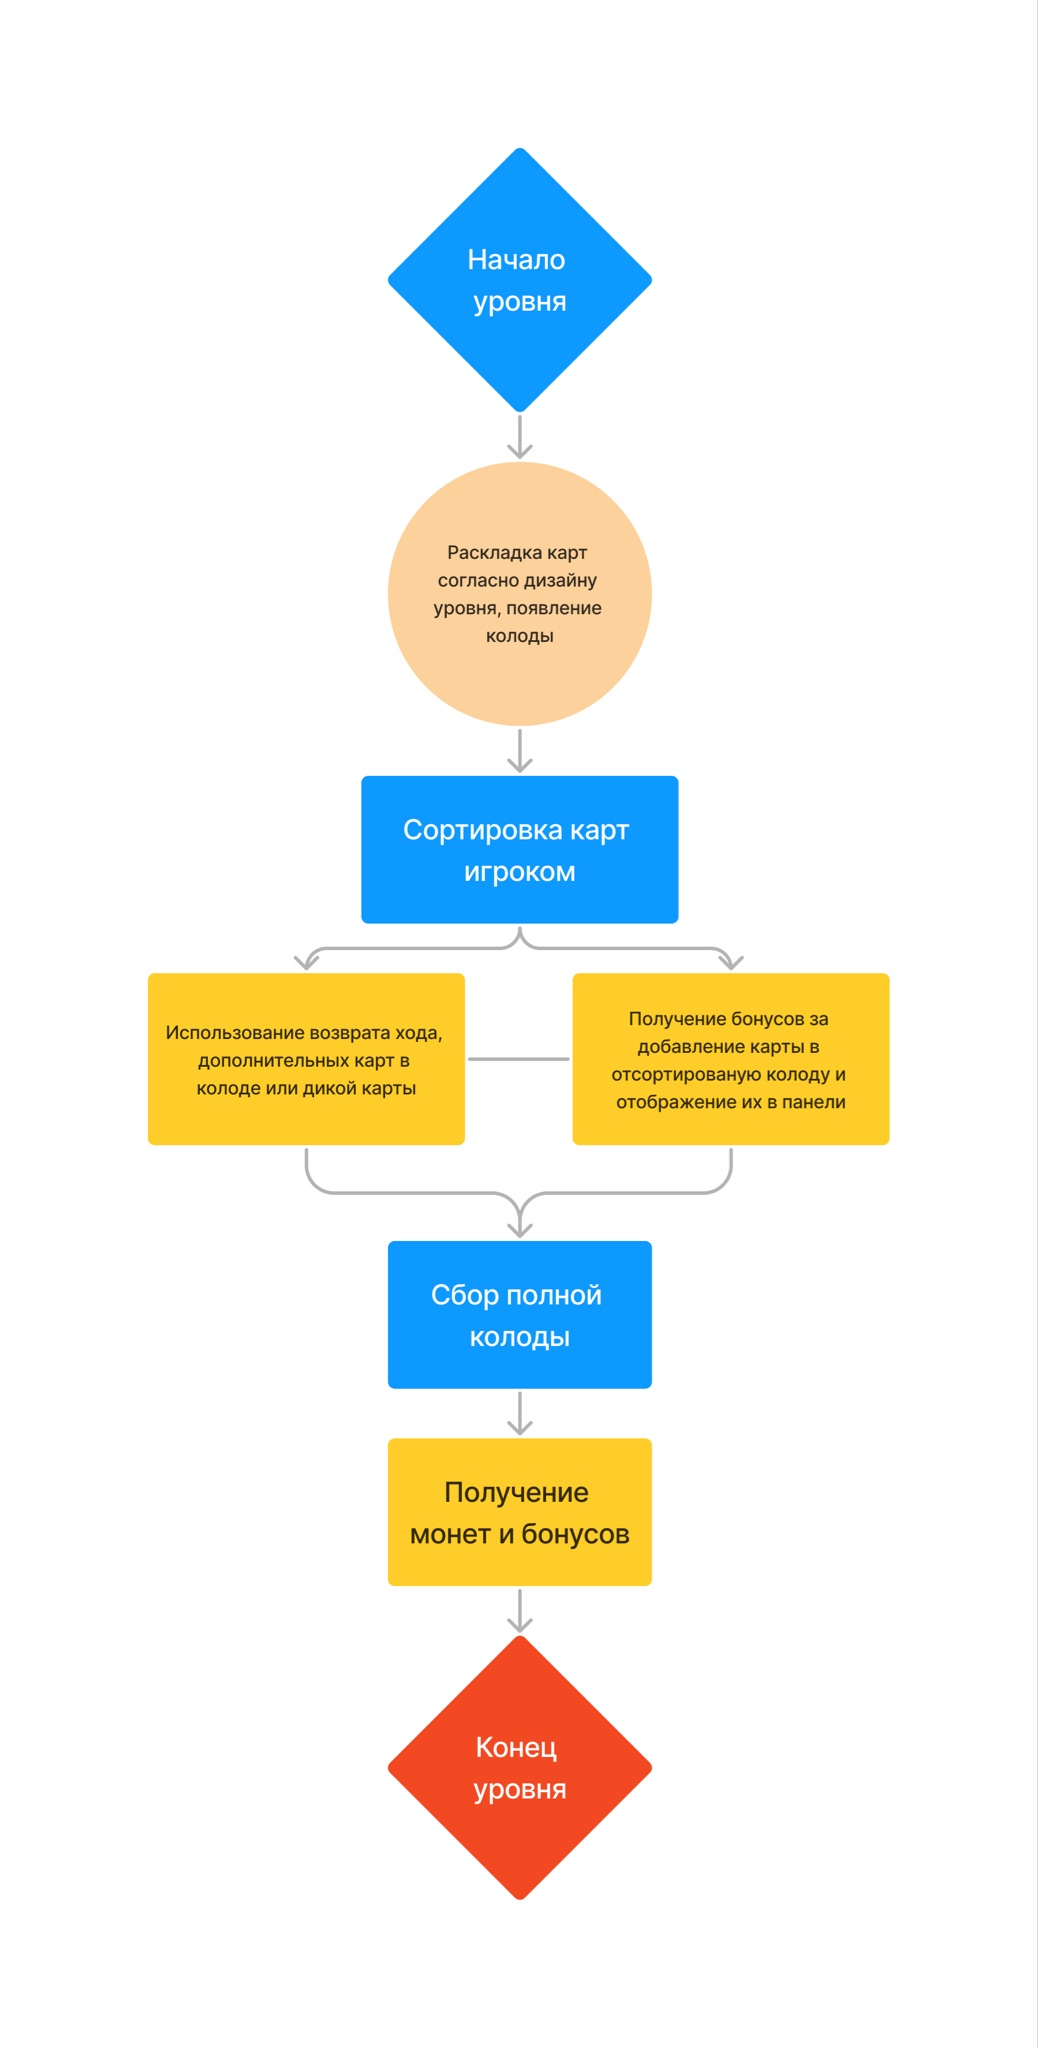 Начало
уровня
Раскладка карт
согласно дизайну
уровня, появление
колоды
Сортировка карт
игроком
Использование возврата хода,
дополнительных карт в
колоде или дикой карты
Получение бонусов за
добавление карты в
отсортированую колоду и
отображение их в панели
Сбор полной
колоды
Получение
монет и бонусов
Конец
уровня